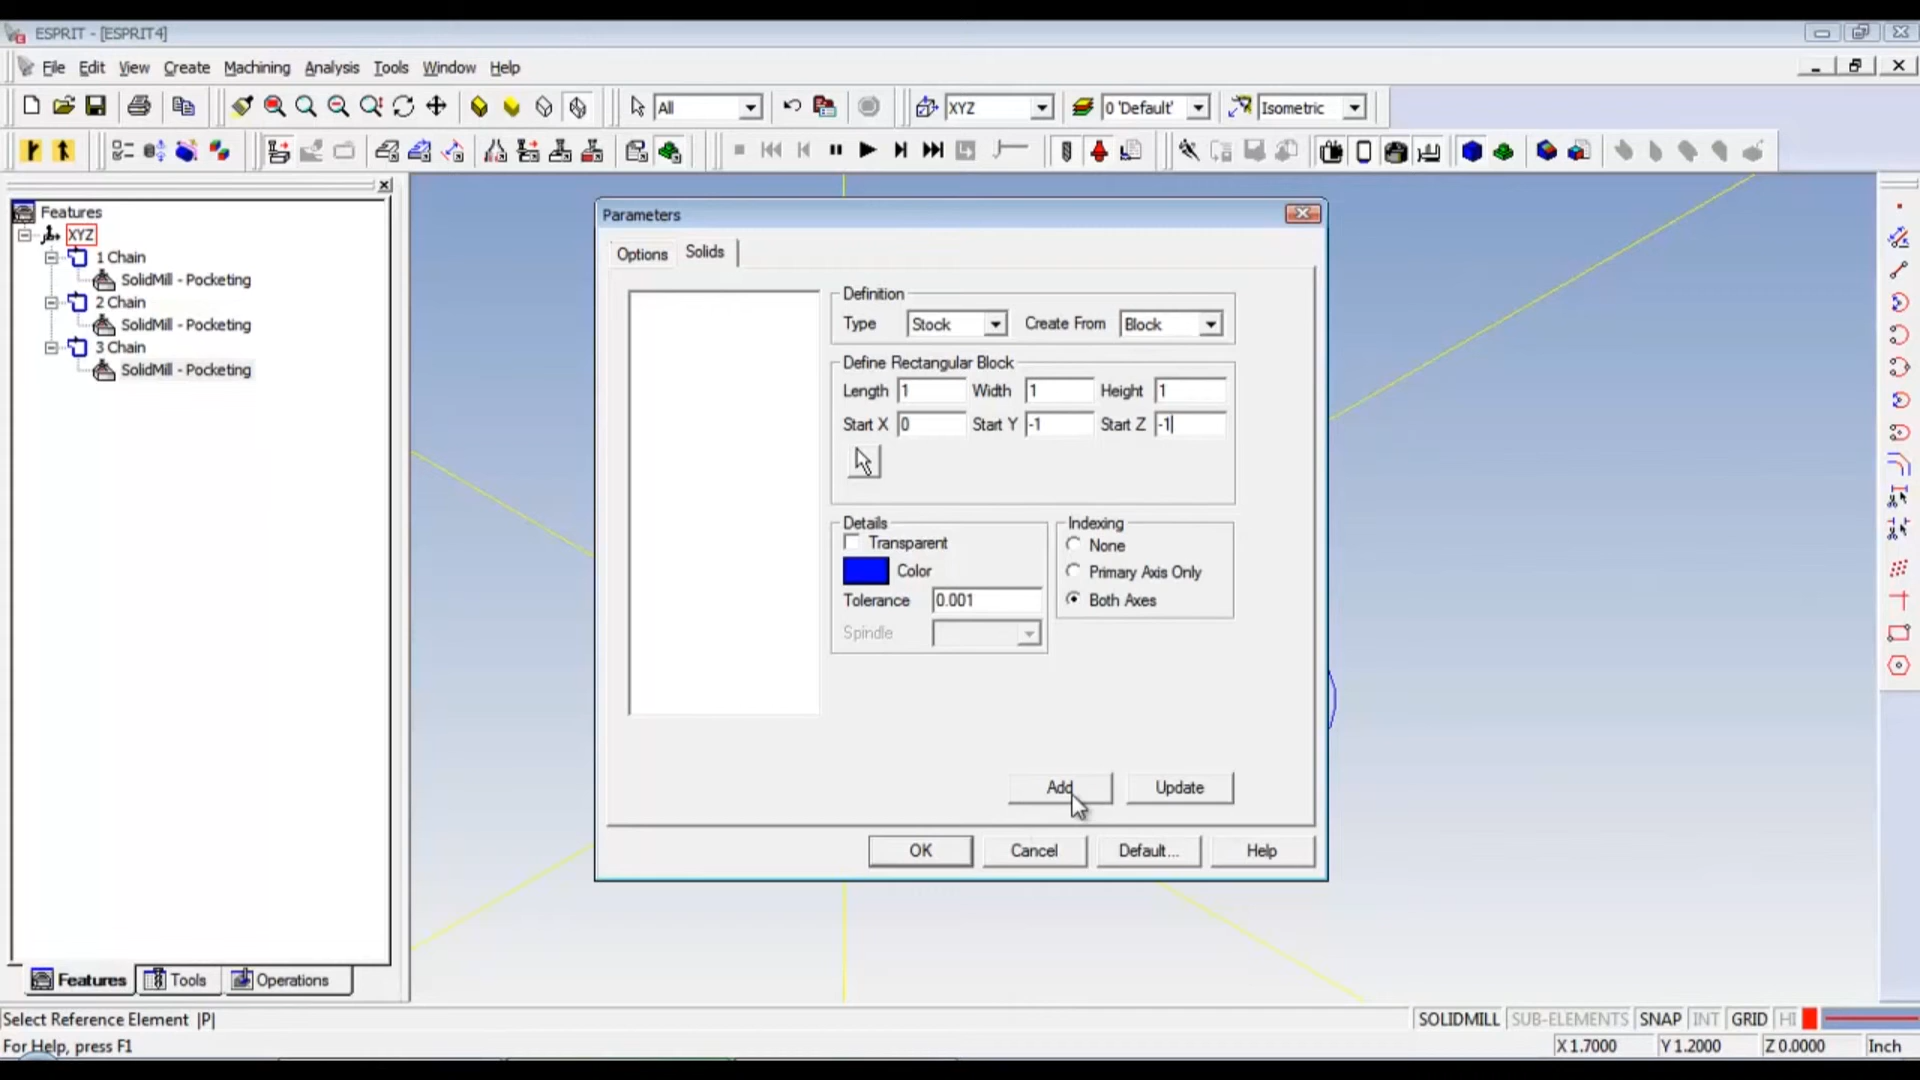 ESPRIT - [ESPRIT4]
File Edit View Create Machining Analysis Tools Window Help
All XYZ 0 'Default' Isometric
Features
XYZ
1 Chain
SolidMill - Pocketing
2 Chain
SolidMill - Pocketing
3 Chain
SolidMill - Pocketing
Features Tools Operations
Parameters
Options Solids
Definition
Type Stock Create From Block
Define Rectangular Block
Length 1 Width 1 Height 1
Start X 0 Start Y -1 Start Z -1
Details
Transparent
Color
Tolerance 0.001
Spindle
Indexing
None
Primary Axis Only
Both Axes
Add Update
OK Cancel Default... Help
Select Reference Element |P|
SOLIDMILL SUB-ELEMENTS SNAP INT GRID HI
For Help, press F1
X 1.7000 Y 1.2000 Z 0.0000 Inch